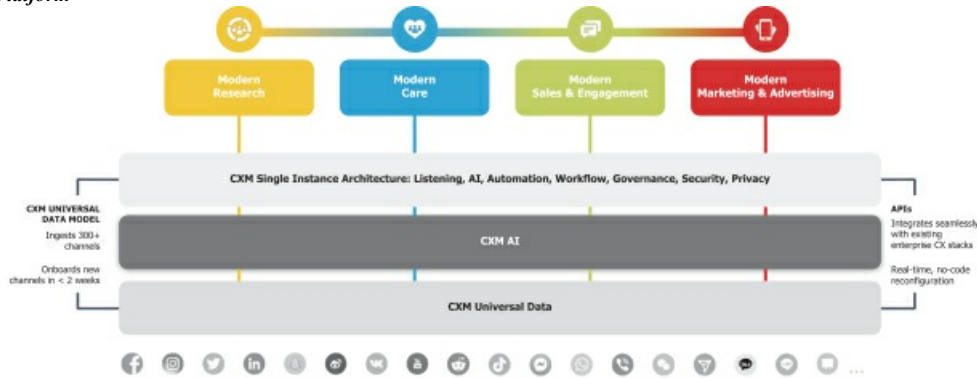 Platform
Modern
Research
Modern
Care
Modern
Sales & Engagement
Modern
Marketing & Advertising
CXM Single Instance Architecture: Listening, AI, Automation, Workflow, Governance, Security, Privacy
CXM UNIVERSAL
DATA MODEL
Ingests 300+
channels
Onboards new
channels in < 2 weeks
CXM AI
APIs
Integrates seamlessly
with existing
enterprise CX stacks
Real-time, no-code
reconfiguration
CXM Universal Data
...